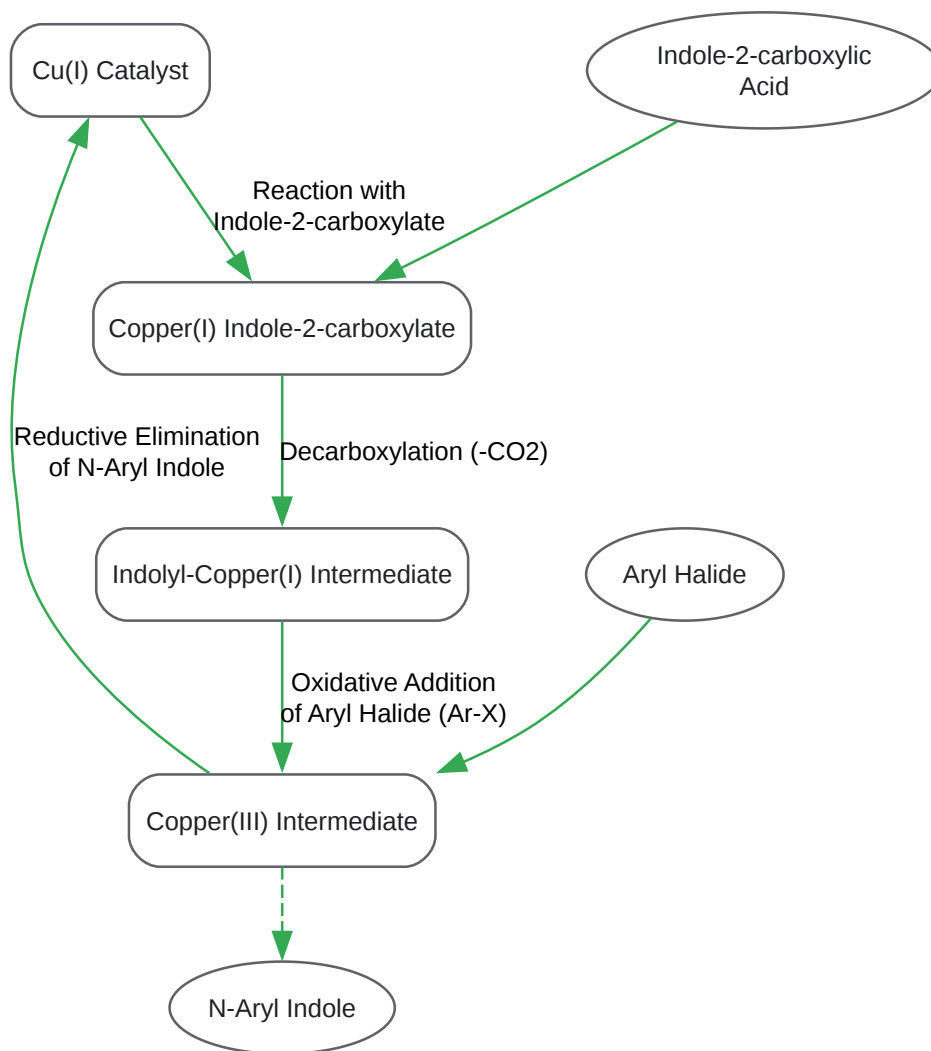 Cu(I) Catalyst
Indole-2-carboxylic
Acid
Reaction with
Indole-2-carboxylate
Copper(I) Indole-2-carboxylate
Reductive Elimination
of N-Aryl Indole
Decarboxylation (-CO2)
Indolyl-Copper(I) Intermediate
Aryl Halide
Oxidative Addition
of Aryl Halide (Ar-X)
Copper(III) Intermediate
N-Aryl Indole